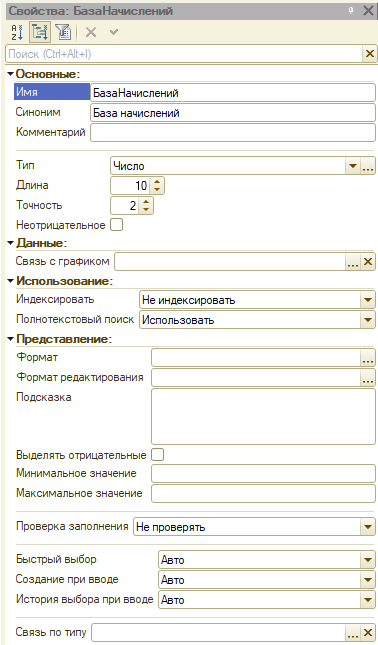 Свойства: БазаНачислений
Поиск (Ctrl+Alt+I)
Основные:
Имя БазаНачислений
Синоним База начислений
Комментарий
Тип Число
Длина 10
Точность 2
Неотрицательное
Данные:
Связь с графиком
Использование:
Индексировать Не индексировать
Полнотекстовый поиск Использовать
Представление:
Формат
Формат редактирования
Подсказка
Выделять отрицательные
Минимальное значение
Максимальное значение
Проверка заполнения Не проверять
Быстрый выбор Авто
Создание при вводе Авто
История выбора при вводе Авто
Связь по типу